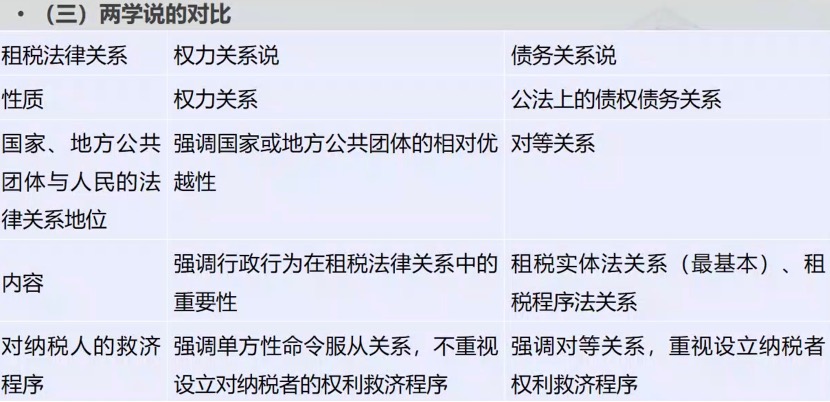 • （三）两学说的对比
租税法律关系 权力关系说 债务关系说
性质 权力关系 公法上的债权债务关系
国家、地方公共 强调国家或地方公共团体的相对优 对等关系
团体与人民的法 越性
律关系地位
内容 强调行政行为在租税法律关系中的 租税实体法关系（最基本）、租
重要性 税程序法关系
对纳税人的救济 强调单方性命令服从关系，不重视 强调对等关系，重视设立纳税者
程序 设立对纳税者的权利救济程序 权利救济程序